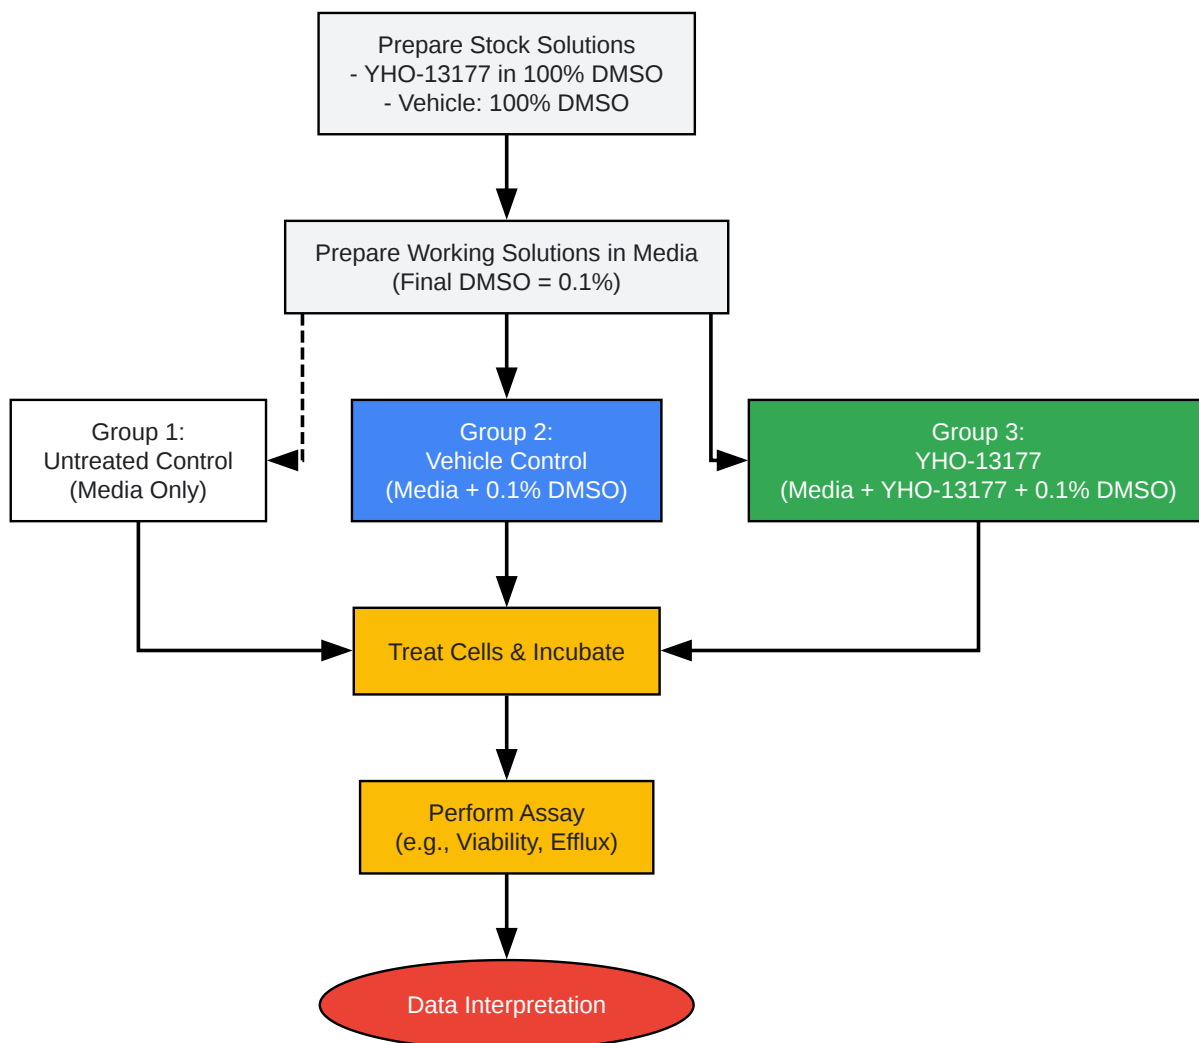 Prepare Stock Solutions
- YHO-13177 in 100% DMSO
- Vehicle: 100% DMSO
Prepare Working Solutions in Media
(Final DMSO = 0.1%)
Group 1:
Untreated Control
(Media Only)
Group 2:
Vehicle Control
(Media + 0.1% DMSO)
Group 3:
YHO-13177
(Media + YHO-13177 + 0.1% DMSO)
Treat Cells & Incubate
Perform Assay
(e.g., Viability, Efflux)
Data Interpretation